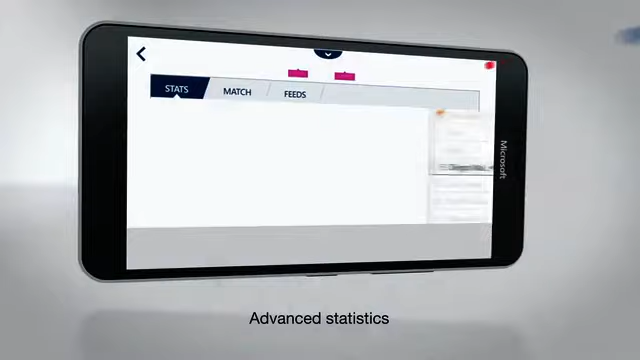 STATS
MATCH
FEEDS
Microsoft
Advanced statistics